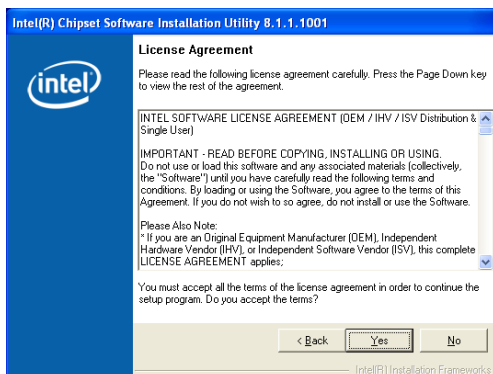 Intel(R) Chipset Software Installation Utility 8.1.1.1001
intel
License Agreement
Please read the following license agreement carefully. Press the Page Down key
to view the rest of the agreement.
INTEL SOFTWARE LICENSE AGREEMENT (OEM / IHV / ISV Distribution &
Single User)
IMPORTANT - READ BEFORE COPYING, INSTALLING OR USING.
Do not use or load this software and any associated materials (collectively,
the "Software") until you have carefully read the following terms and
conditions. By loading or using the Software, you agree to the terms of this
Agreement. If you do not wish to so agree, do not install or use the Software.
Please Also Note:
* If you are an Original Equipment Manufacturer (OEM), Independent
Hardware Vendor (IHV), or Independent Software Vendor (ISV), this complete
LICENSE AGREEMENT applies;
You must accept all the terms of the license agreement in order to continue the
setup program. Do you accept the terms?
< Back Yes No
Intel(R) Installation Frameworks